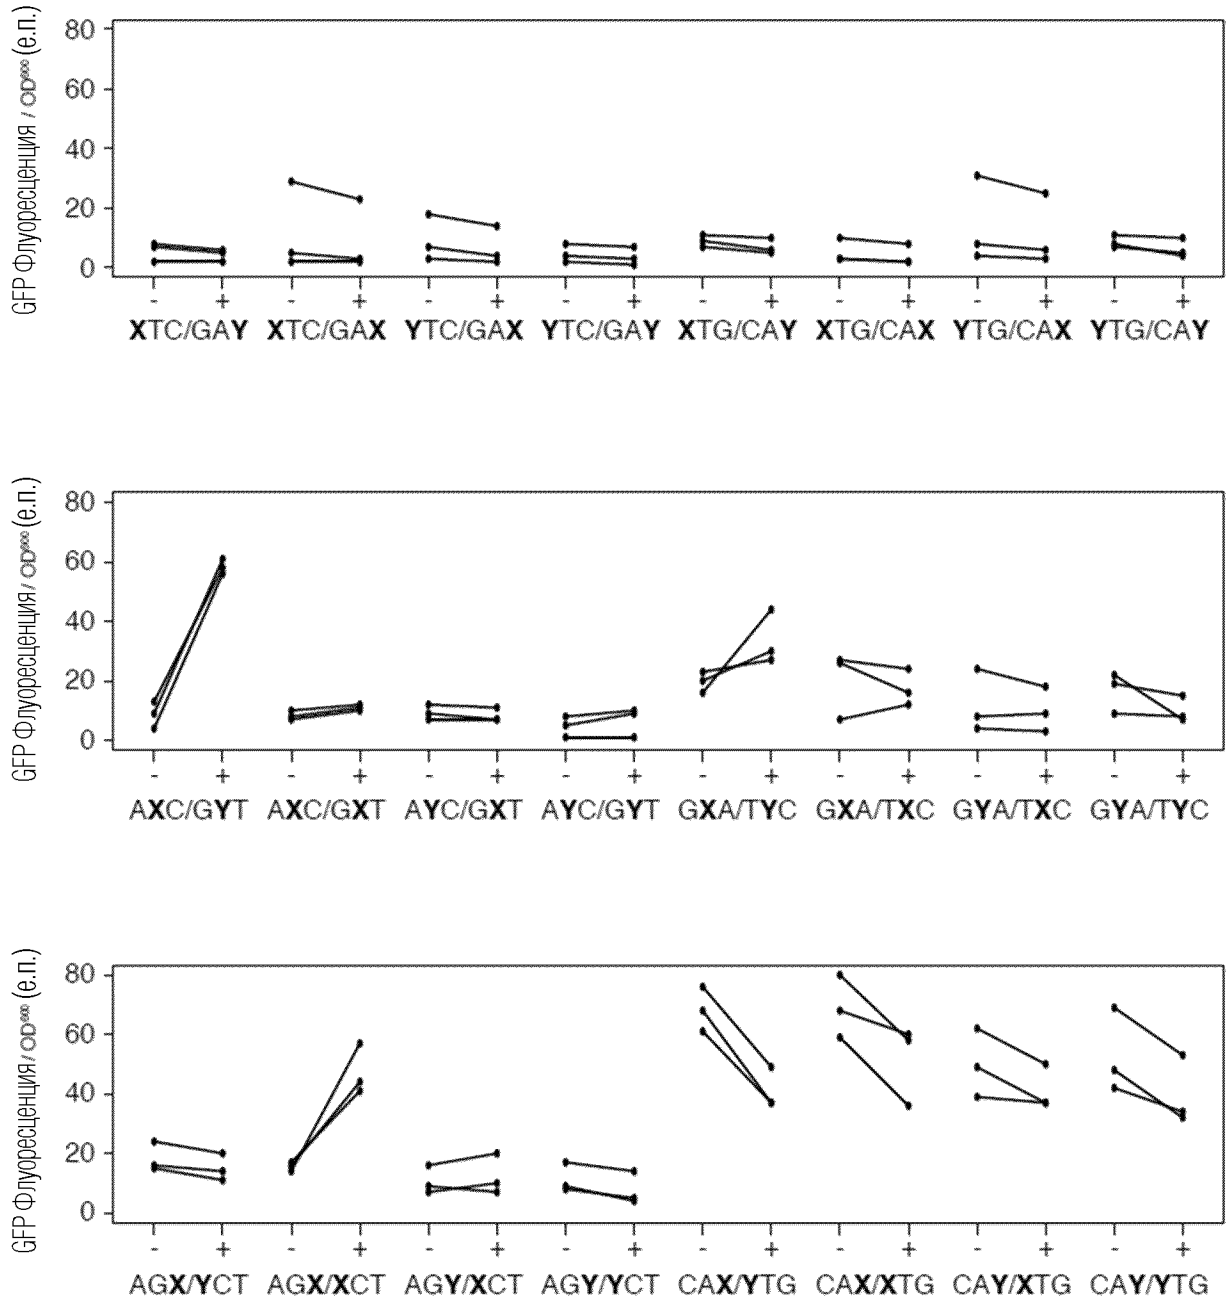 GFP Флуоресценция / OD⁶⁰⁰ (е.п.)
80
60
40
20
0
- + - + - + - + - + - + - + - +
XTC/GAY XTC/GAX YTC/GAX YTC/GAY XTG/CAY XTG/CAX YTG/CAX YTG/CAY
GFP Флуоресценция/ OD⁶⁰⁰ (е.п.)
80
60
40
20
0
- + - + - + - + - + - + - + - +
AXC/GYT AXC/GXT AYC/GXT AYC/GYT GXA/TYC GXA/TXC GYA/TXC GYA/TYC
GFP Флуоресценция/ OD⁶⁰⁰ (е.п.)
80
60
40
20
0
- + - + - + - + - + - + - + - +
AGX/YCT AGX/XCT AGY/XCT AGY/YCT CAX/YTG CAX/XTG CAY/XTG CAY/YTG